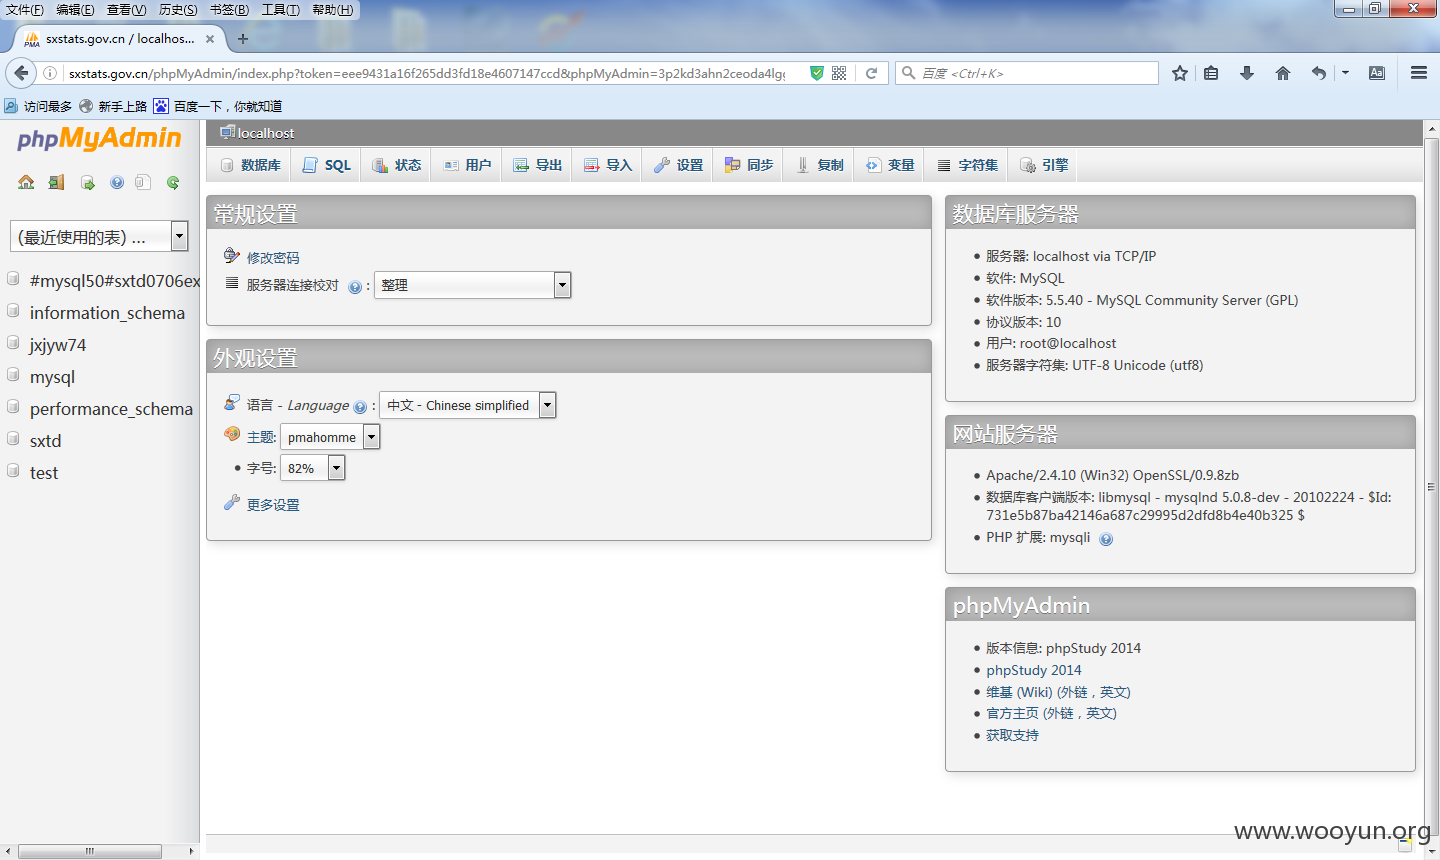 文件(F) 编辑(E) 查看(V) 历史(S) 书签(B) 工具(T) 帮助(H)
PMA sxstats.gov.cn / localhos...
sxstats.gov.cn/phpMyAdmin/index.php?token=eee9431a16f265dd3fd18e4607147ccd&phpMyAdmin=3p2kd3ahn2ceoda4lgg
百度 <Ctrl+K>
访问最多 新手上路 百度一下，你就知道
phpMyAdmin
(最近使用的表) ...
#mysql50#sxtd0706ex
information_schema
jxjyw74
mysql
performance_schema
sxtd
test
localhost
数据库 SQL 状态 用户 导出 导入 设置 同步 复制 变量 字符集 引擎
常规设置
修改密码
服务器连接校对 : 整理
外观设置
语言 - Language : 中文 - Chinese simplified
主题: pmahomme
字号: 82%
更多设置
数据库服务器
服务器: localhost via TCP/IP
软件: MySQL
软件版本: 5.5.40 - MySQL Community Server (GPL)
协议版本: 10
用户: root@localhost
服务器字符集: UTF-8 Unicode (utf8)
网站服务器
Apache/2.4.10 (Win32) OpenSSL/0.9.8zb
数据库客户端版本: libmysql - mysqlnd 5.0.8-dev - 20102224 - $Id:
731e5b87ba42146a687c29995d2dfd8b4e40b325 $
PHP 扩展: mysqli
phpMyAdmin
版本信息: phpStudy 2014
phpStudy 2014
维基 (Wiki) (外链，英文)
官方主页 (外链，英文)
获取支持
www.wooyun.org